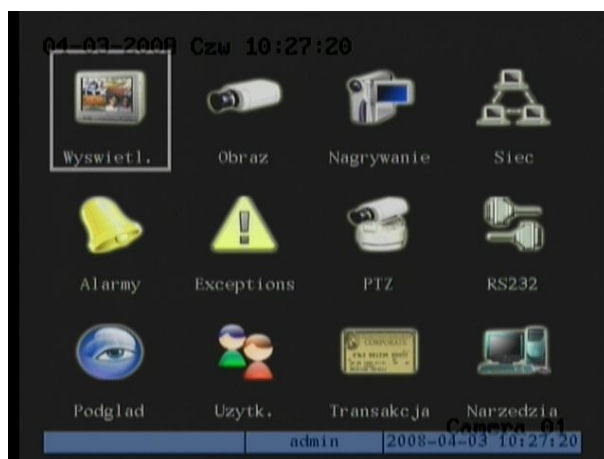 04-03-2008 Czw 10:27:20
Wyswietl. Obraz Nagrywanie Siec
Alarmy Exceptions PTZ RS232
CORPORATE
Podglad Uzytk. Transakcja Narzedzia
Camera 01
admin 2008-04-03 10:27:20